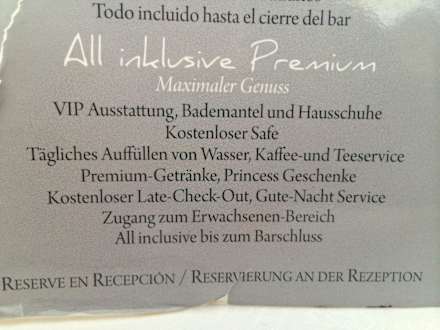 Todo incluido hasta el cierre del bar
All inklusive Premium
Maximaler Genuss
VIP Ausstattung, Bademantel und Hausschuhe
Kostenloser Safe
Tägliches Auffüllen von Wasser, Kaffee-und Teeservice
Premium-Getränke, Princess Geschenke
Kostenloser Late-Check-Out, Gute-Nacht Service
Zugang zum Erwachsenen-Bereich
All inclusive bis zum Barschluss
RESERVE EN RECEPCIÓN / RESERVIERUNG AN DER REZEPTION